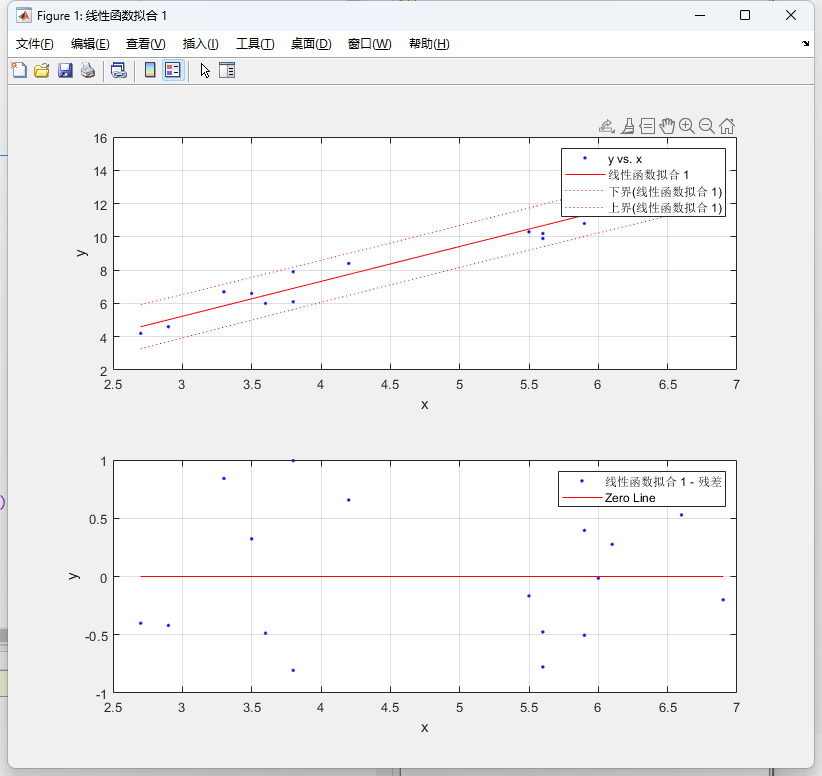 Figure 1: 线性函数拟合 1
文件(F) 编辑(E) 查看(V) 插入(I) 工具(T) 桌面(D) 窗口(W) 帮助(H)
16
14
12
10
8
6
4
2
y
y vs. x
线性函数拟合 1
下界(线性函数拟合 1)
上界(线性函数拟合 1)
2.5 3 3.5 4 4.5 5 5.5 6 6.5 7
x
1
0.5
0
-0.5
-1
y
线性函数拟合 1 - 残差
Zero Line
2.5 3 3.5 4 4.5 5 5.5 6 6.5 7
x
)